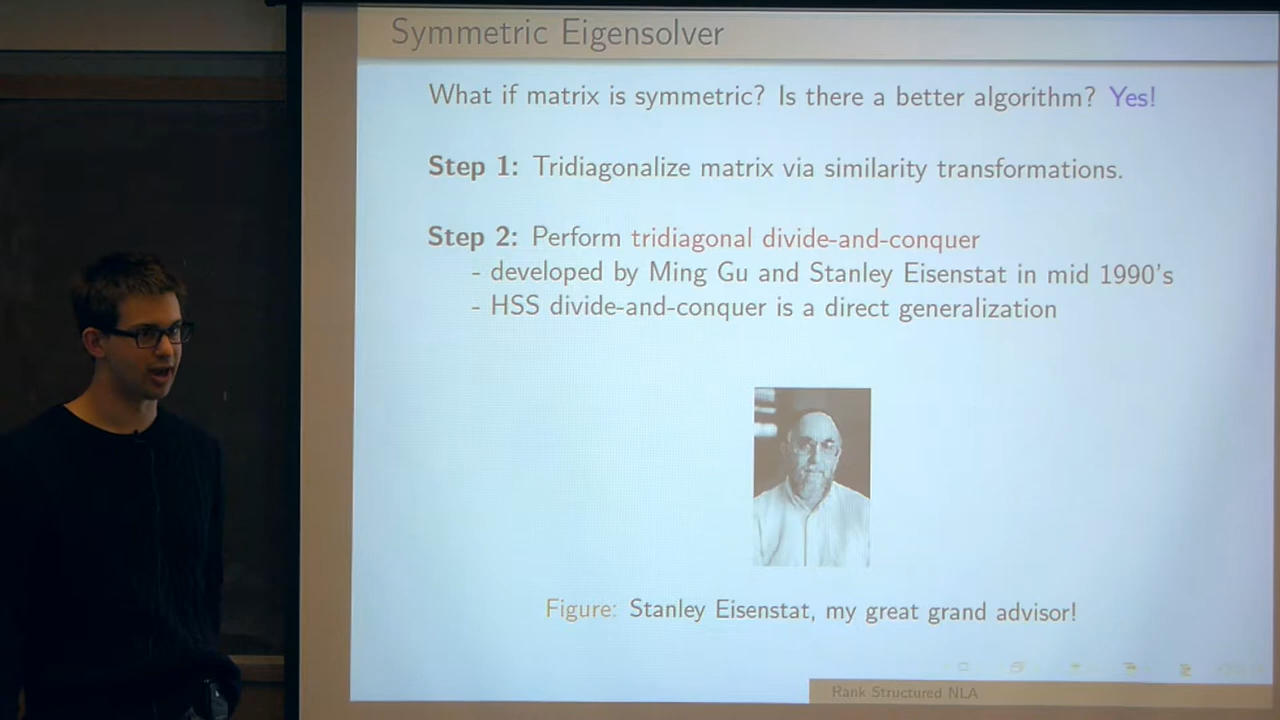 Symmetric Eigensolver
What if matrix is symmetric? Is there a better algorithm? Yes!
Step 1: Tridiagonalize matrix via similarity transformations.
Step 2: Perform tridiagonal divide-and-conquer
- developed by Ming Gu and Stanley Eisenstat in mid 1990's
- HSS divide-and-conquer is a direct generalization
Figure: Stanley Eisenstat, my great grand advisor!
Rank Structured NLA